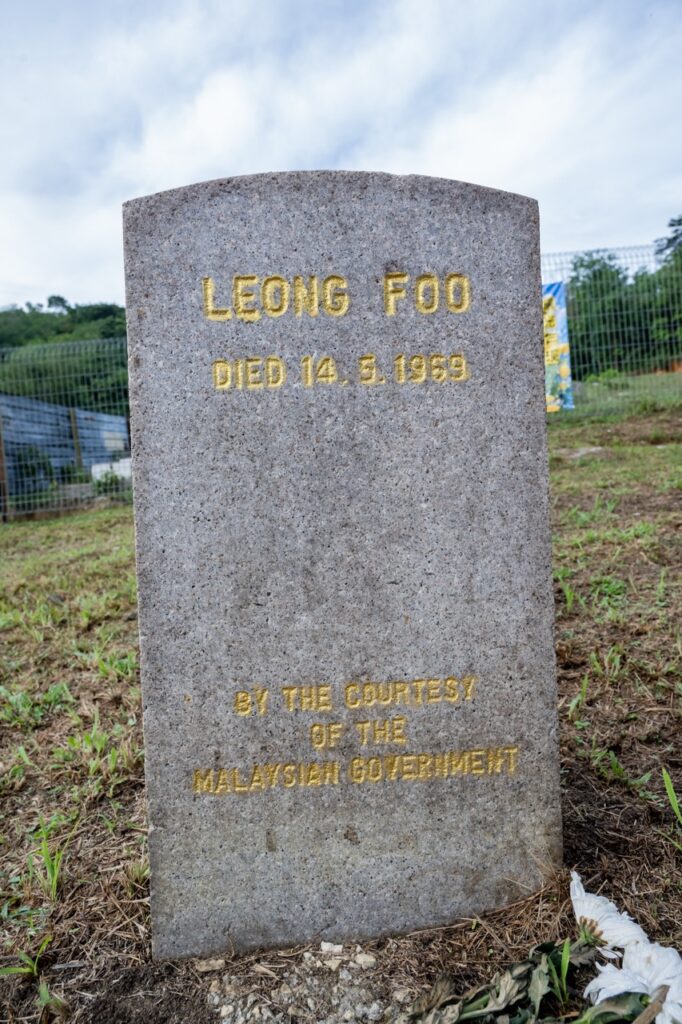 LEONG FOO
DIED 14.5.1969
BY THE COURTESY
OF THE
MALAYSIAN GOVERNMENT